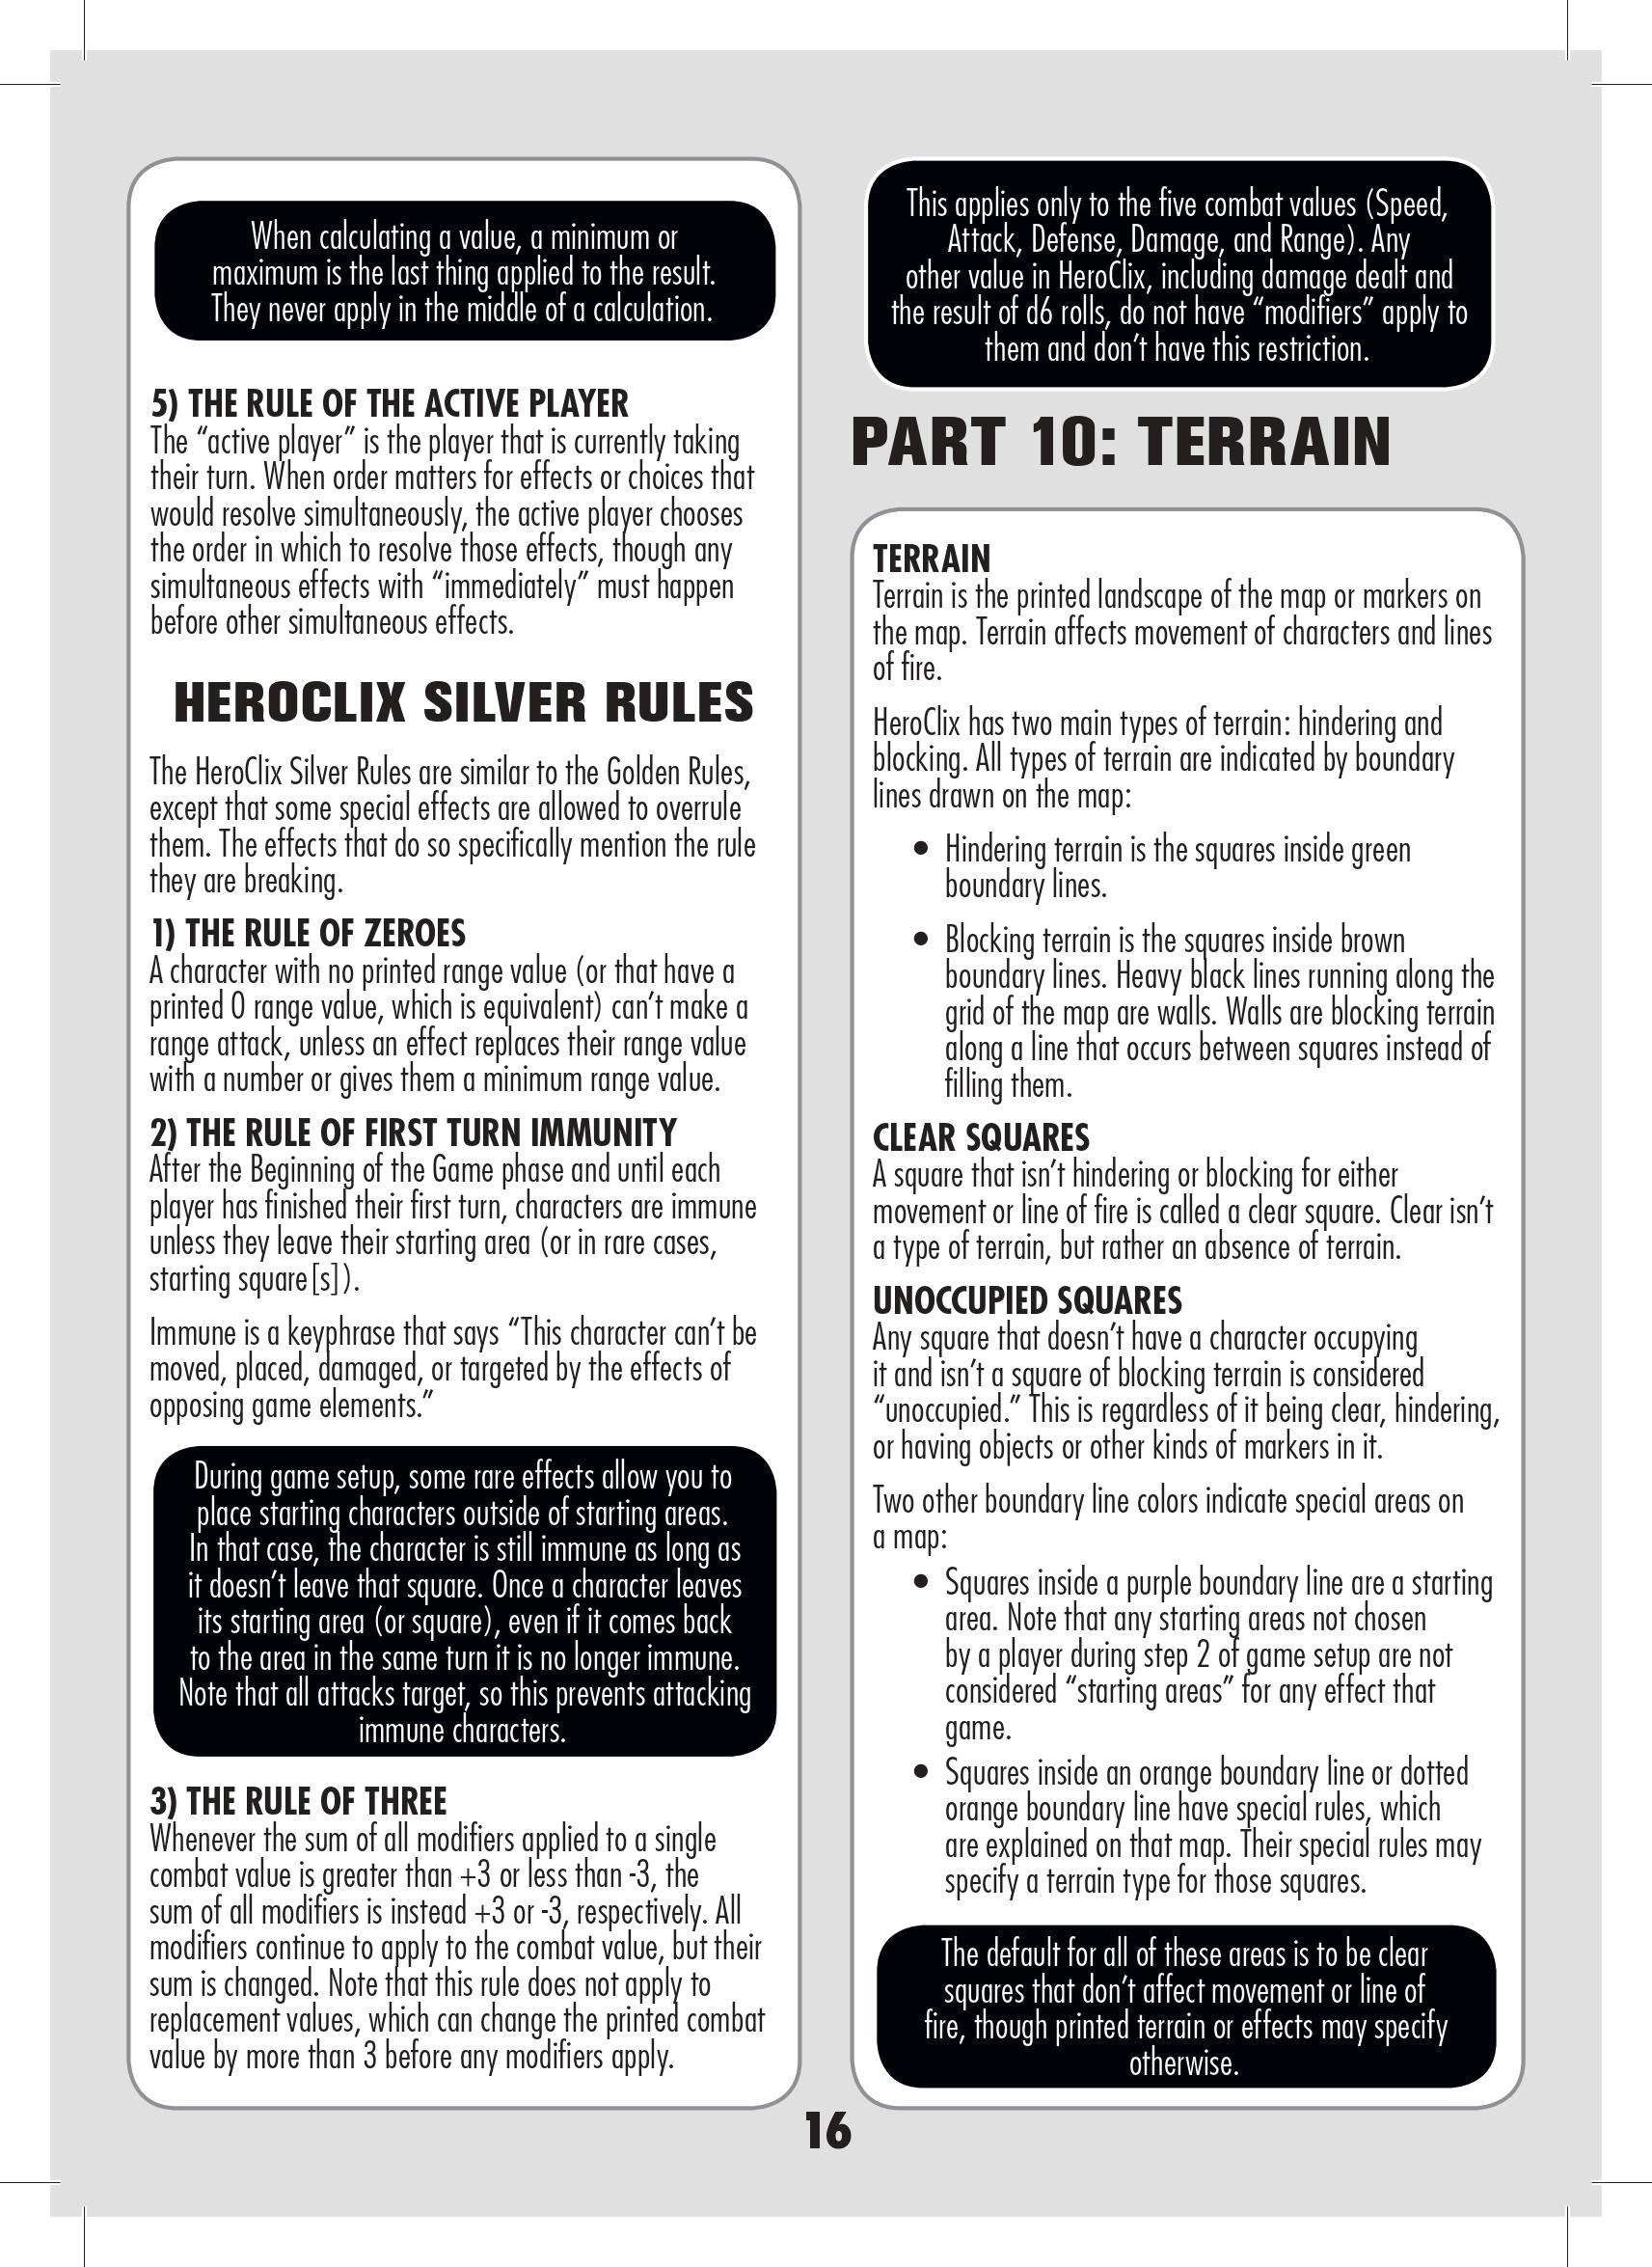 When calculating a value, a minimum or
maximum is the last thing applied to the result.
They never apply in the middle of a calculation.
5) THE RULE OF THE ACTIVE PLAYER
The “active player” is the player that is currently taking
their turn. When order matters for effects or choices that
would resolve simultaneously, the active player chooses
the order in which to resolve those effects, though any
simultaneous effects with “immediately” must happen
before other simultaneous effects.
HEROCLIX SILVER RULES
The HeroClix Silver Rules are similar to the Golden Rules,
except that some special effects are allowed to overrule
them. The effects that do so specifically mention the rule
they are breaking.
1) THE RULE OF ZEROES
A character with no printed range value (or that have a
printed 0 range value, which is equivalent) can’t make a
range attack, unless an effect replaces their range value
with a number or gives them a minimum range value.
2) THE RULE OF FIRST TURN IMMUNITY
After the Beginning of the Game phase and until each
player has finished their first turn, characters are immune
unless they leave their starting area (or in rare cases,
starting square[s]).
Immune is a keyphrase that says “This character can’t be
moved, placed, damaged, or targeted by the effects of
opposing game elements.”
During game setup, some rare effects allow you to
place starting characters outside of starting areas.
In that case, the character is still immune as long as
it doesn’t leave that square. Once a character leaves
its starting area (or square), even if it comes back
to the area in the same turn it is no longer immune.
Note that all attacks target, so this prevents attacking
immune characters.
3) THE RULE OF THREE
Whenever the sum of all modifiers applied to a single
combat value is greater than +3 or less than -3, the
sum of all modifiers is instead +3 or -3, respectively. All
modifiers continue to apply to the combat value, but their
sum is changed. Note that this rule does not apply to
replacement values, which can change the printed combat
value by more than 3 before any modifiers apply.
This applies only to the five combat values (Speed,
Attack, Defense, Damage, and Range). Any
other value in HeroClix, including damage dealt and
the result of d6 rolls, do not have “modifiers” apply to
them and don’t have this restriction.
PART 10: TERRAIN
TERRAIN
Terrain is the printed landscape of the map or markers on
the map. Terrain affects movement of characters and lines
of fire.
HeroClix has two main types of terrain: hindering and
blocking. All types of terrain are indicated by boundary
lines drawn on the map:
• Hindering terrain is the squares inside green
boundary lines.
• Blocking terrain is the squares inside brown
boundary lines. Heavy black lines running along the
grid of the map are walls. Walls are blocking terrain
along a line that occurs between squares instead of
filling them.
CLEAR SQUARES
A square that isn’t hindering or blocking for either
movement or line of fire is called a clear square. Clear isn’t
a type of terrain, but rather an absence of terrain.
UNOCCUPIED SQUARES
Any square that doesn’t have a character occupying
it and isn’t a square of blocking terrain is considered
“unoccupied.” This is regardless of it being clear, hindering,
or having objects or other kinds of markers in it.
Two other boundary line colors indicate special areas on
a map:
• Squares inside a purple boundary line are a starting
area. Note that any starting areas not chosen
by a player during step 2 of game setup are not
considered “starting areas” for any effect that
game.
• Squares inside an orange boundary line or dotted
orange boundary line have special rules, which
are explained on that map. Their special rules may
specify a terrain type for those squares.
The default for all of these areas is to be clear
squares that don’t affect movement or line of
fire, though printed terrain or effects may specify
otherwise.
16